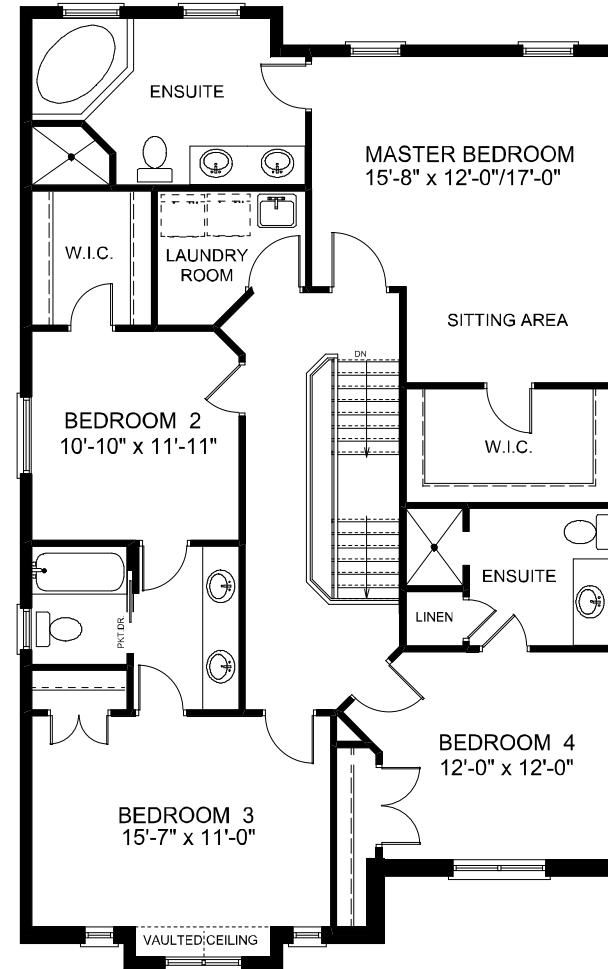 ENSUITE
MASTER BEDROOM
15'-8" x 12'-0"/17'-0"
W.I.C.
LAUNDRY
ROOM
SITTING AREA
DN
BEDROOM 2
10'-10" x 11'-11"
W.I.C.
ENSUITE
LINEN
PKT.DR.
BEDROOM 4
12'-0" x 12'-0"
BEDROOM 3
15'-7" x 11'-0"
VAULTED CEILING